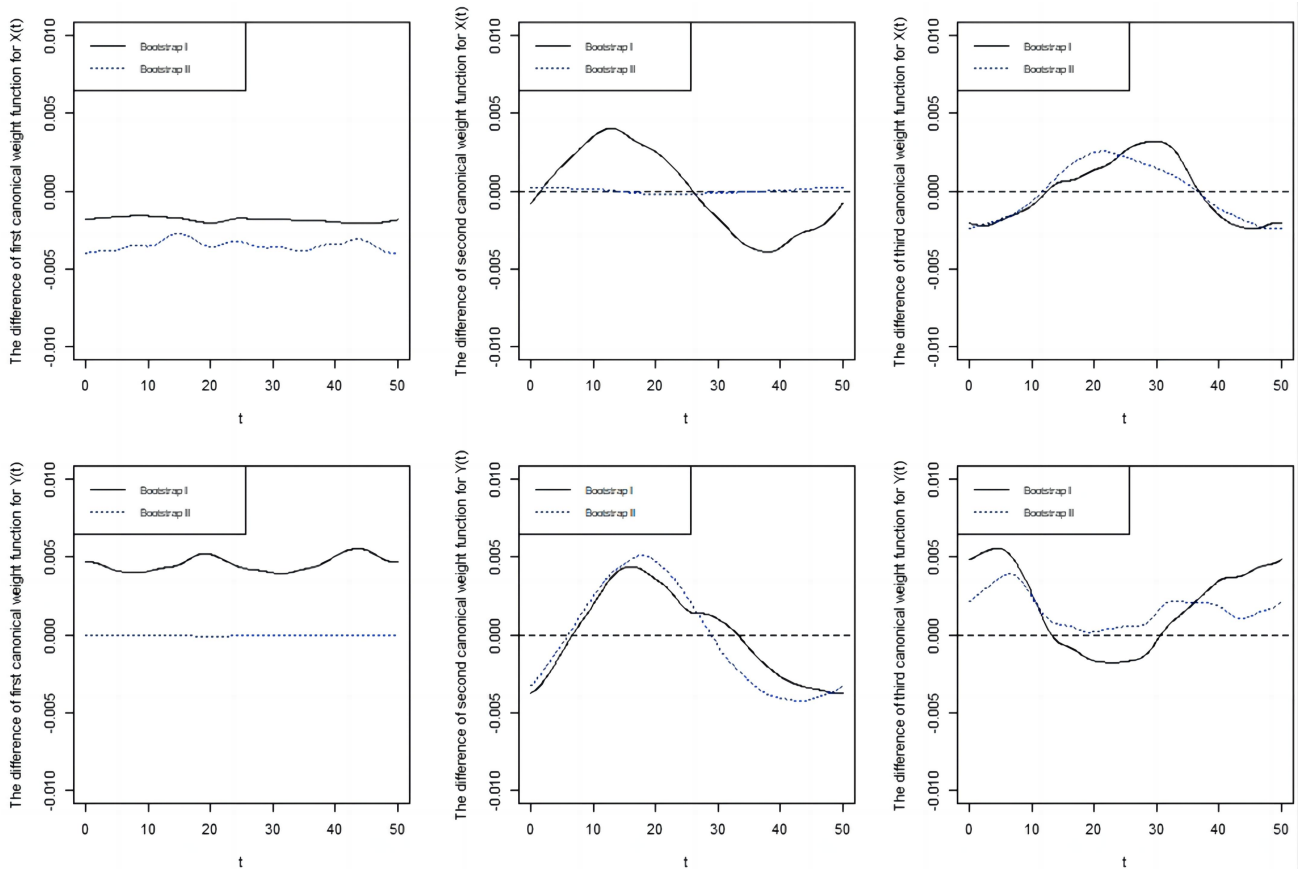 The difference of first canonical weight function for X(t)
0.010
0.005
0.000
-0.005
-0.010
Bootstrap I
Bootstrap III
0 10 20 30 40 50
t
The difference of second canonical weight function for X(t)
0.010
0.005
0.000
-0.005
-0.010
Bootstrap I
Bootstrap III
0 10 20 30 40 50
t
The difference of third canonical weight function for X(t)
0.010
0.005
0.000
-0.005
-0.010
Bootstrap I
Bootstrap III
0 10 20 30 40 50
t
The difference of first canonical weight function for Y(t)
0.010
0.005
0.000
-0.005
-0.010
Bootstrap I
Bootstrap III
0 10 20 30 40 50
t
The difference of second canonical weight function for Y(t)
0.010
0.005
0.000
-0.005
-0.010
Bootstrap I
Bootstrap III
0 10 20 30 40 50
t
The difference of third canonical weight function for Y(t)
0.010
0.005
0.000
-0.005
-0.010
Bootstrap I
Bootstrap III
0 10 20 30 40 50
t